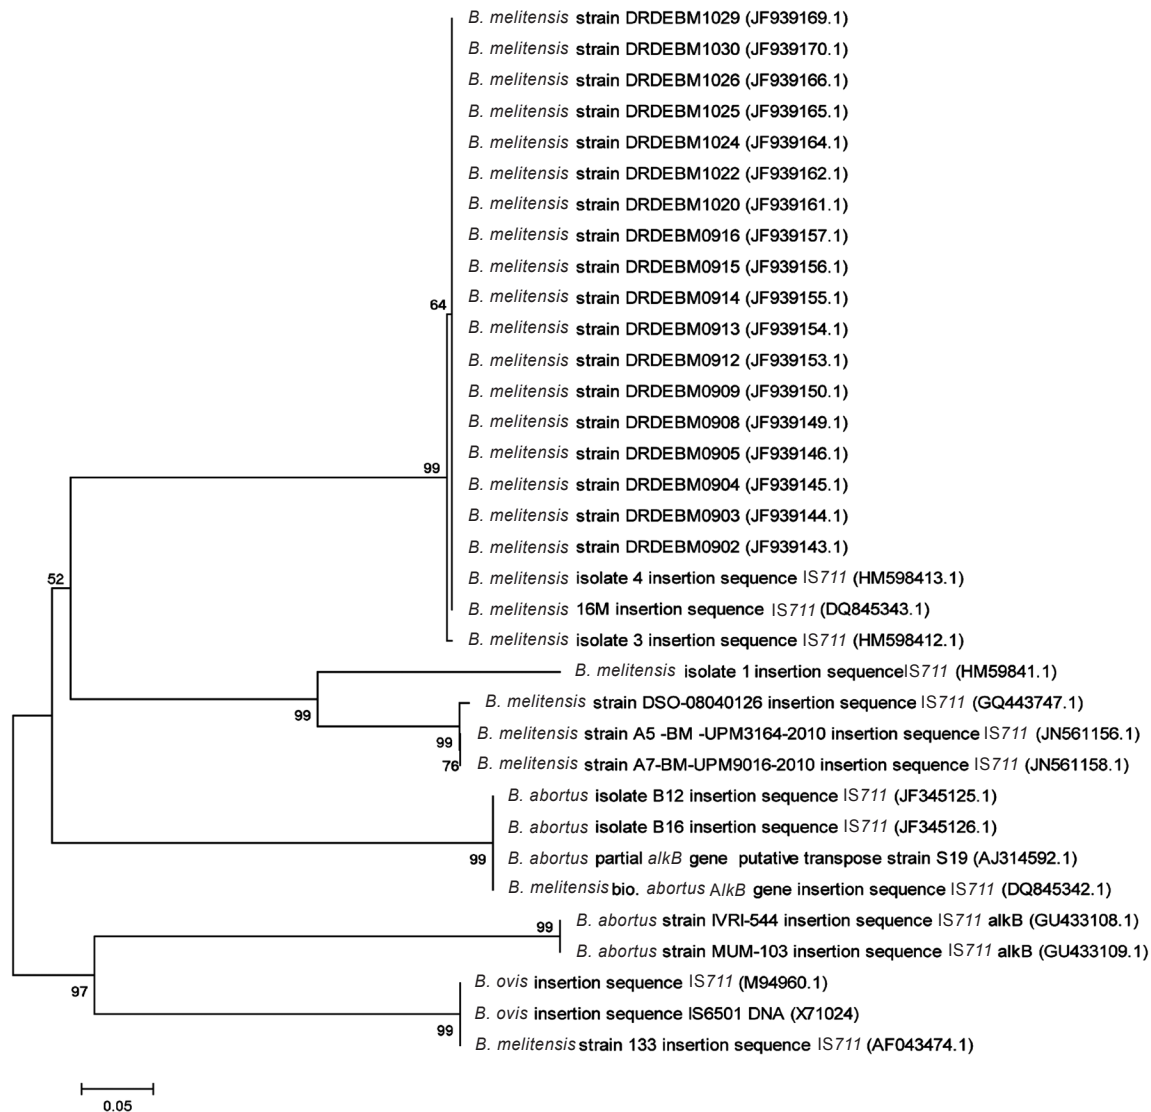 B. melitensis strain DRDEBM1029 (JF939169.1)
B. melitensis strain DRDEBM1030 (JF939170.1)
B. melitensis strain DRDEBM1026 (JF939166.1)
B. melitensis strain DRDEBM1025 (JF939165.1)
B. melitensis strain DRDEBM1024 (JF939164.1)
B. melitensis strain DRDEBM1022 (JF939162.1)
B. melitensis strain DRDEBM1020 (JF939161.1)
B. melitensis strain DRDEBM0916 (JF939157.1)
B. melitensis strain DRDEBM0915 (JF939156.1)
B. melitensis strain DRDEBM0914 (JF939155.1)
64
B. melitensis strain DRDEBM0913 (JF939154.1)
B. melitensis strain DRDEBM0912 (JF939153.1)
B. melitensis strain DRDEBM0909 (JF939150.1)
B. melitensis strain DRDEBM0908 (JF939149.1)
B. melitensis strain DRDEBM0905 (JF939146.1)
99
B. melitensis strain DRDEBM0904 (JF939145.1)
B. melitensis strain DRDEBM0903 (JF939144.1)
B. melitensis strain DRDEBM0902 (JF939143.1)
52
B. melitensis isolate 4 insertion sequence IS711 (HM598413.1)
B. melitensis 16M insertion sequence IS711 (DQ845343.1)
B. melitensis isolate 3 insertion sequence IS711 (HM598412.1)
B. melitensis isolate 1 insertion sequenceIS711 (HM59841.1)
B. melitensis strain DSO-08040126 insertion sequence IS711 (GQ443747.1)
99
B. melitensis strain A5 -BM -UPM3164-2010 insertion sequence IS711 (JN561156.1)
99
76
B. melitensis strain A7-BM-UPM9016-2010 insertion sequence IS711 (JN561158.1)
B. abortus isolate B12 insertion sequence IS711 (JF345125.1)
B. abortus isolate B16 insertion sequence IS711 (JF345126.1)
99
B. abortus partial alkB gene putative transpose strain S19 (AJ314592.1)
B. melitensis bio. abortus AlkB gene insertion sequence IS711 (DQ845342.1)
B. abortus strain IVRI-544 insertion sequence IS711 alkB (GU433108.1)
99
B. abortus strain MUM-103 insertion sequence IS711 alkB (GU433109.1)
B. ovis insertion sequence IS711 (M94960.1)
97
B. ovis insertion sequence IS6501 DNA (X71024)
99
B. melitensis strain 133 insertion sequence IS711 (AF043474.1)
0.05